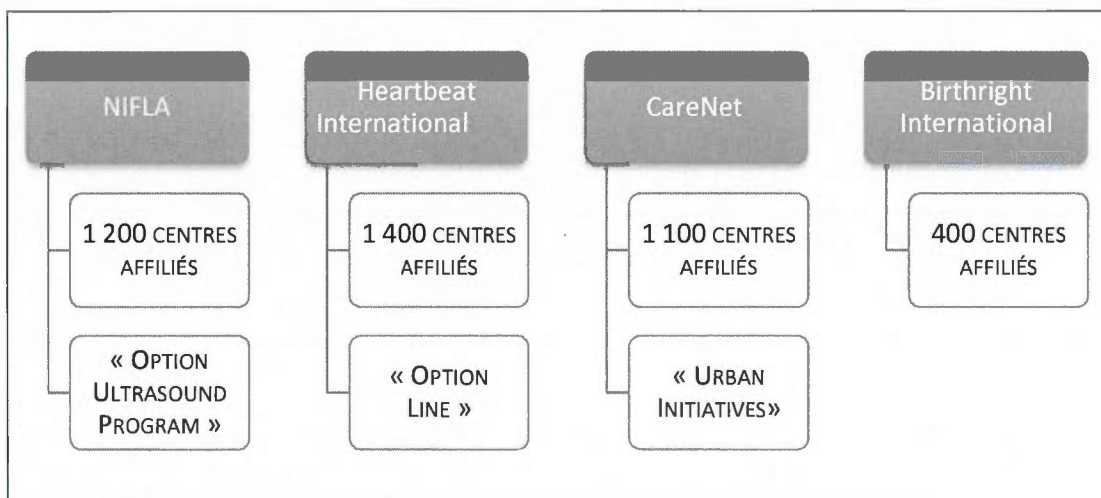 NIFLA
Heartbeat
International
CareNet
Birthright
International
1 200 CENTRES
AFFILIÉS
1 400 CENTRES
AFFILIÉS
1 100 CENTRES
AFFILIÉS
400 CENTRES
AFFILIÉS
« OPTION
ULTRASOUND
PROGRAM »
« OPTION
LINE »
« URBAN
INITIATIVES»